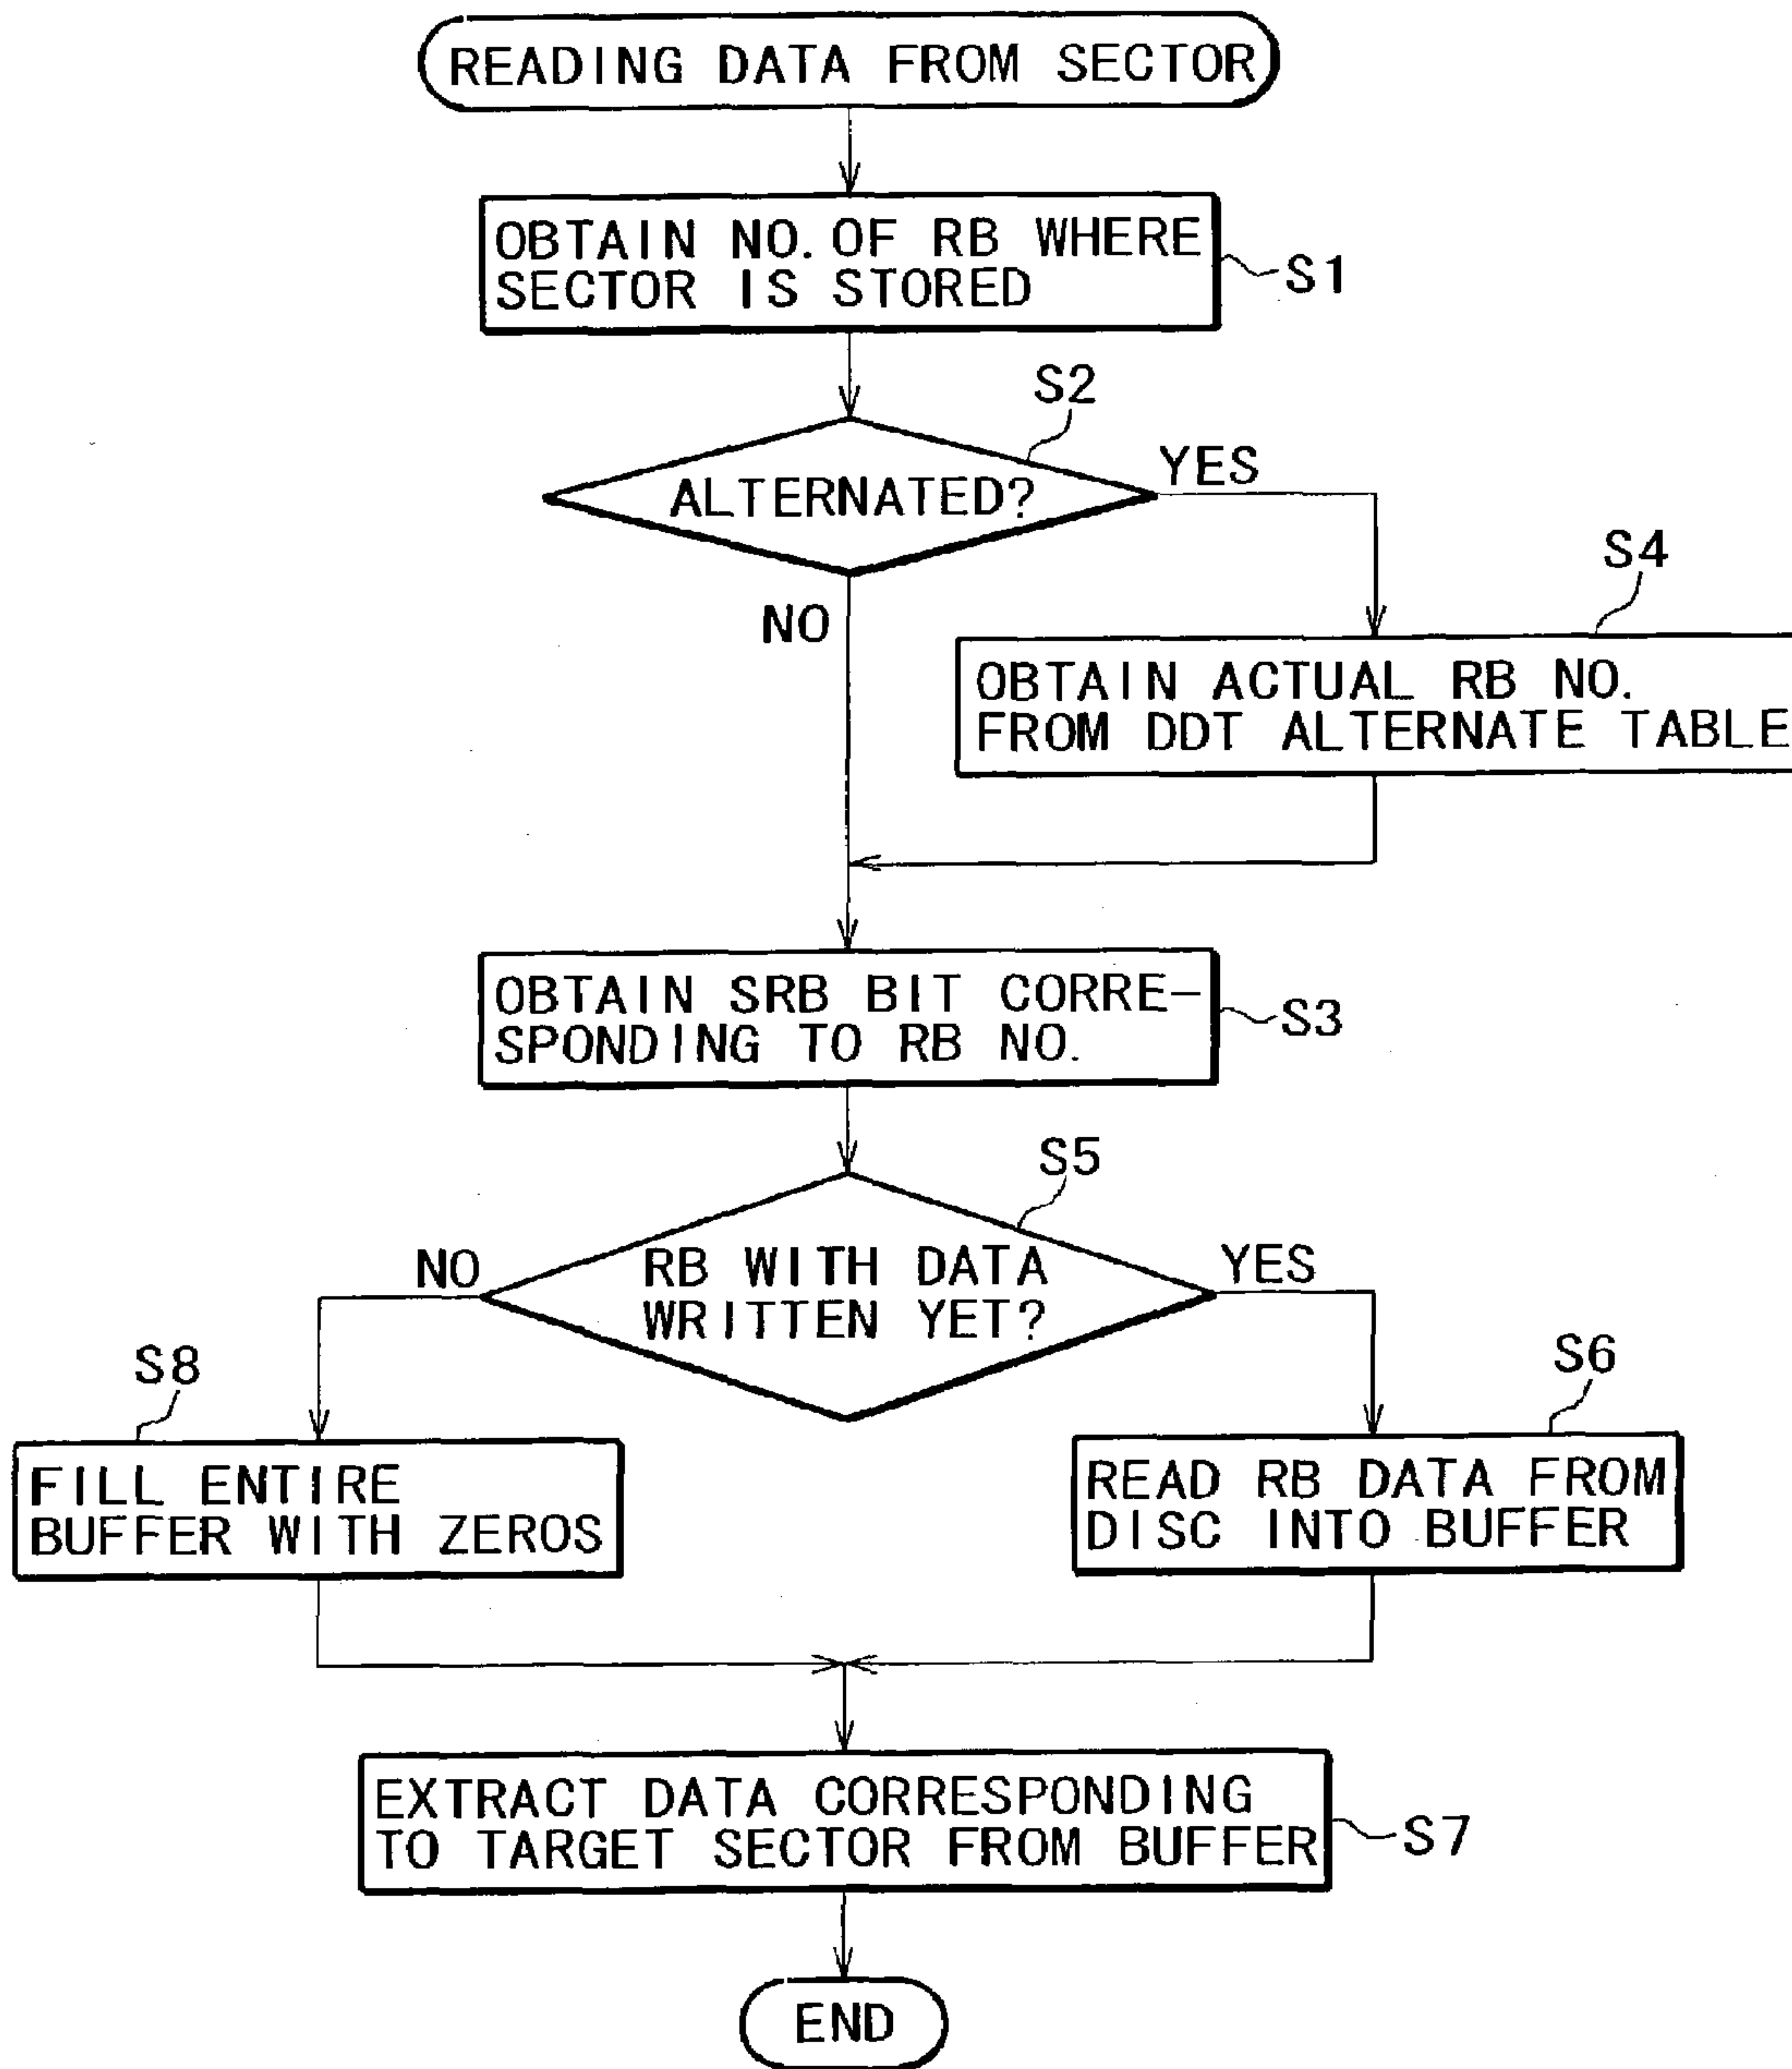 READING DATA FROM SECTOR
OBTAIN NO. OF RB WHERE
SECTOR IS STORED
S1
S2
ALTERNATED?
YES
NO
S4
OBTAIN ACTUAL RB NO.
FROM DDT ALTERNATE TABLE
OBTAIN SRB BIT CORRE-
SPONDING TO RB NO.
S3
S5
RB WITH DATA
WRITTEN YET?
NO
YES
S8
FILL ENTIRE
BUFFER WITH ZEROS
S6
READ RB DATA FROM
DISC INTO BUFFER
EXTRACT DATA CORRESPONDING
TO TARGET SECTOR FROM BUFFER
S7
END